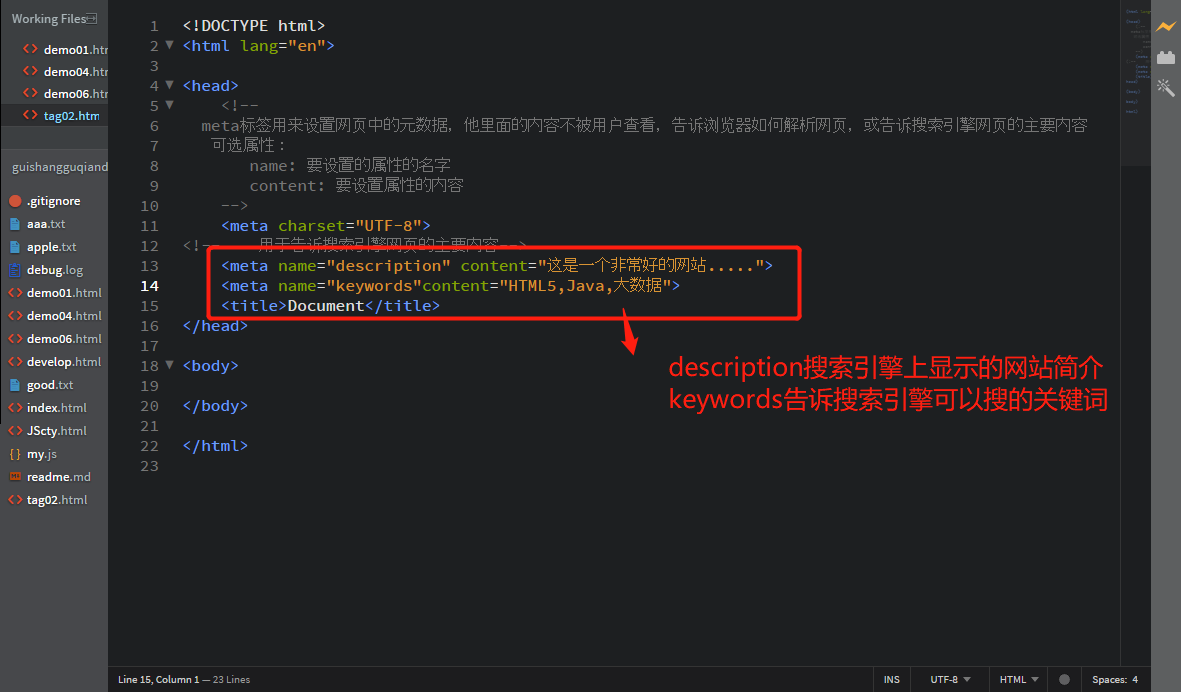 Working Files
demo01.htm
demo04.htm
demo06.htm
tag02.htm
guishangguqiand
.gitignore
aaa.txt
apple.txt
debug.log
demo01.html
demo04.html
demo06.html
develop.html
good.txt
index.html
JScty.html
my.js
readme.md
tag02.html
1 <!DOCTYPE html>
2 <html lang="en">
3
4 <head>
5 <!--
6 meta标签用来设置网页中的元数据，他里面的内容不被用户查看，告诉浏览器如何解析网页，或告诉搜索引擎网页的主要内容
7 可选属性：
8 name: 要设置的属性的名字
9 content: 要设置属性的内容
10 -->
11 <meta charset="UTF-8">
12 <!-- 用于告诉搜索引擎网页的主要内容-->
13 <meta name="description" content="这是一个非常好的网站.....">
14 <meta name="keywords"content="HTML5,Java,大数据">
15 <title>Document</title>
16 </head>
17
18 <body>
19
20 </body>
21
22 </html>
23
description搜索引擎上显示的网站简介
keywords告诉搜索引擎可以搜的关键词
Line 15, Column 1 — 23 Lines
INS
UTF-8
HTML
Spaces: 4